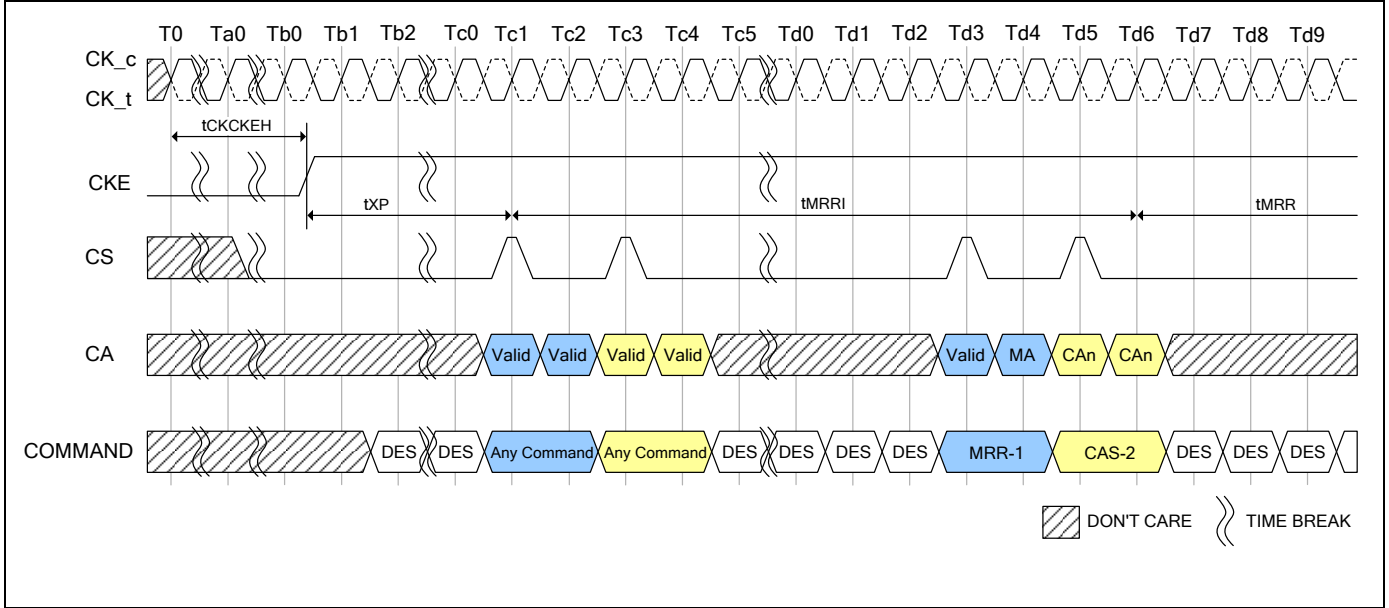 T0 Ta0 Tb0 Tb1 Tb2 Tc0 Tc1 Tc2 Tc3 Tc4 Tc5 Td0 Td1 Td2 Td3 Td4 Td5 Td6 Td7 Td8 Td9
CK_c
CK_t
tCKCKEH
CKE
tXP tMRRI tMRR
CS
CA Valid Valid Valid Valid Valid MA CAn CAn
COMMAND DES DES Any Command Any Command DES DES DES DES MRR-1 CAS-2 DES DES DES
DON'T CARE TIME BREAK